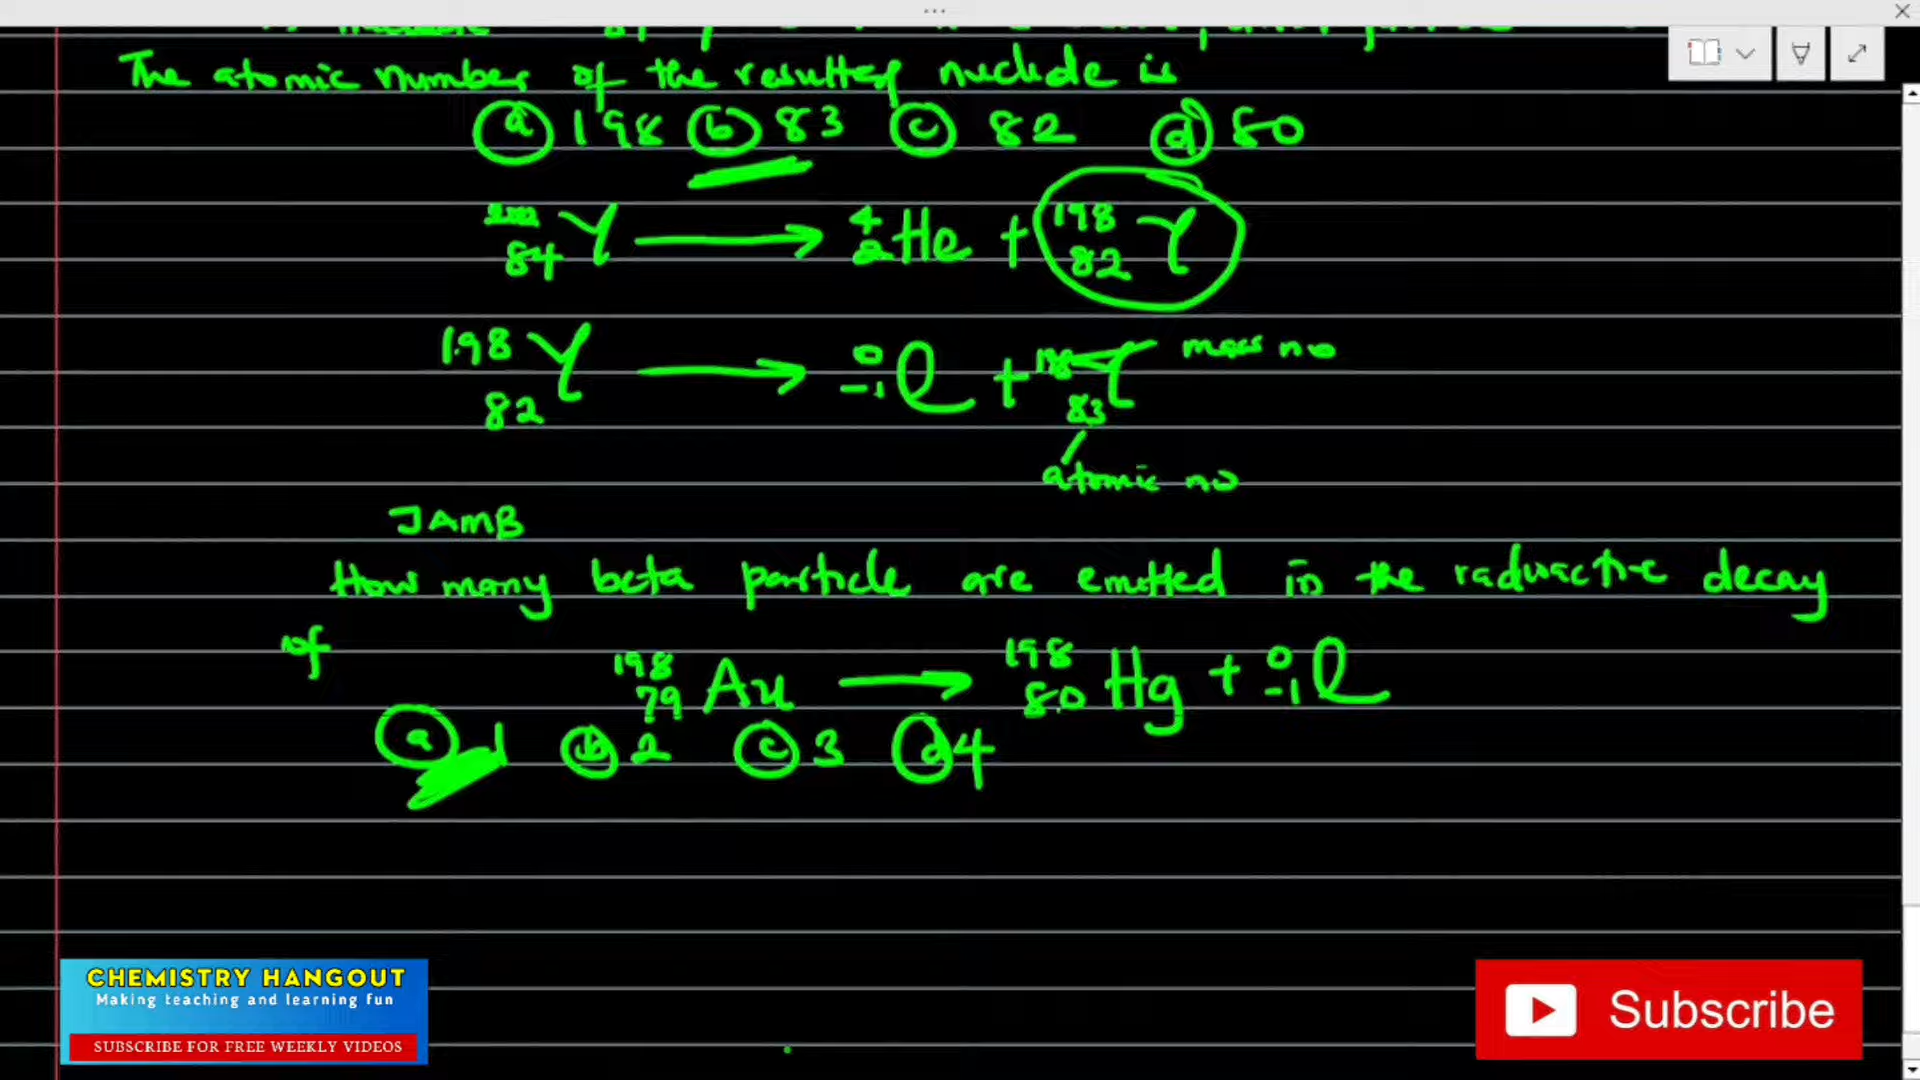 The atomic number of the resulted nuclide is
(a) 198 (b) 83 (c) 82 (d) 80
84 Y → 4 2 He + 198 82 Y
198 82 Y → 0 -1 e + 198 83 Y mass no
atomic no
JAMB
How many beta particle are emitted in the radioactive decay
of
198 79 Au → 198 80 Hg + 0 -1 e
(a) 1 (b) 2 (c) 3 (d) 4
CHEMISTRY HANGOUT
Making teaching and learning fun
SUBSCRIBE FOR FREE WEEKLY VIDEOS
Subscribe